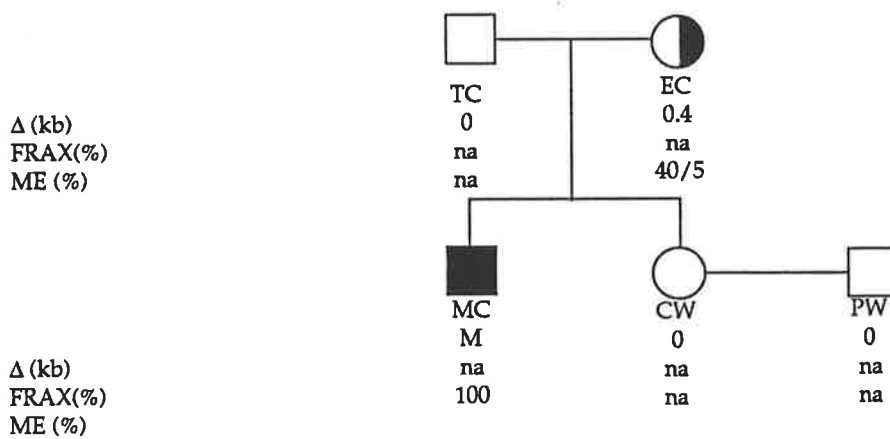 TC EC
Δ (kb) 0 0.4
FRAX(%) na na
ME (%) na 40/5
MC CW PW
Δ (kb) M 0 0
FRAX(%) na na na
ME (%) 100 na na